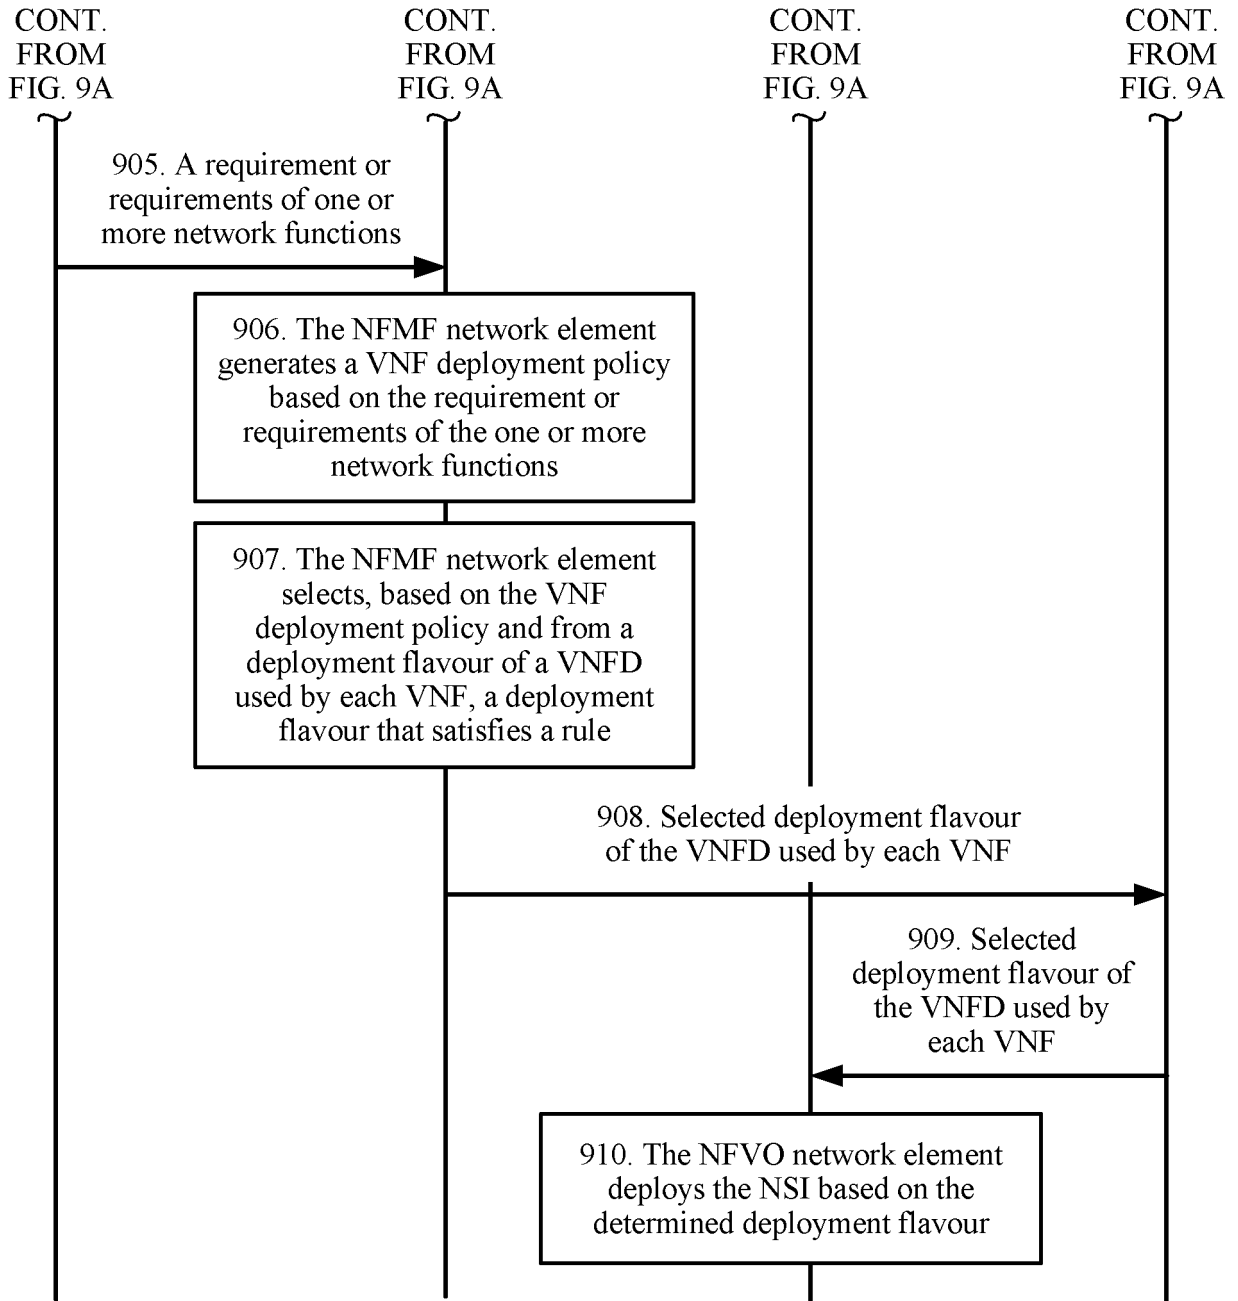 CONT.
FROM
FIG. 9A
CONT.
FROM
FIG. 9A
CONT.
FROM
FIG. 9A
CONT.
FROM
FIG. 9A
905. A requirement or
requirements of one or
more network functions
906. The NFMF network element
generates a VNF deployment policy
based on the requirement or
requirements of the one or more
network functions
907. The NFMF network element
selects, based on the VNF
deployment policy and from a
deployment flavour of a VNFD
used by each VNF, a deployment
flavour that satisfies a rule
908. Selected deployment flavour
of the VNFD used by each VNF
909. Selected
deployment flavour of
the VNFD used by
each VNF
910. The NFVO network element
deploys the NSI based on the
determined deployment flavour